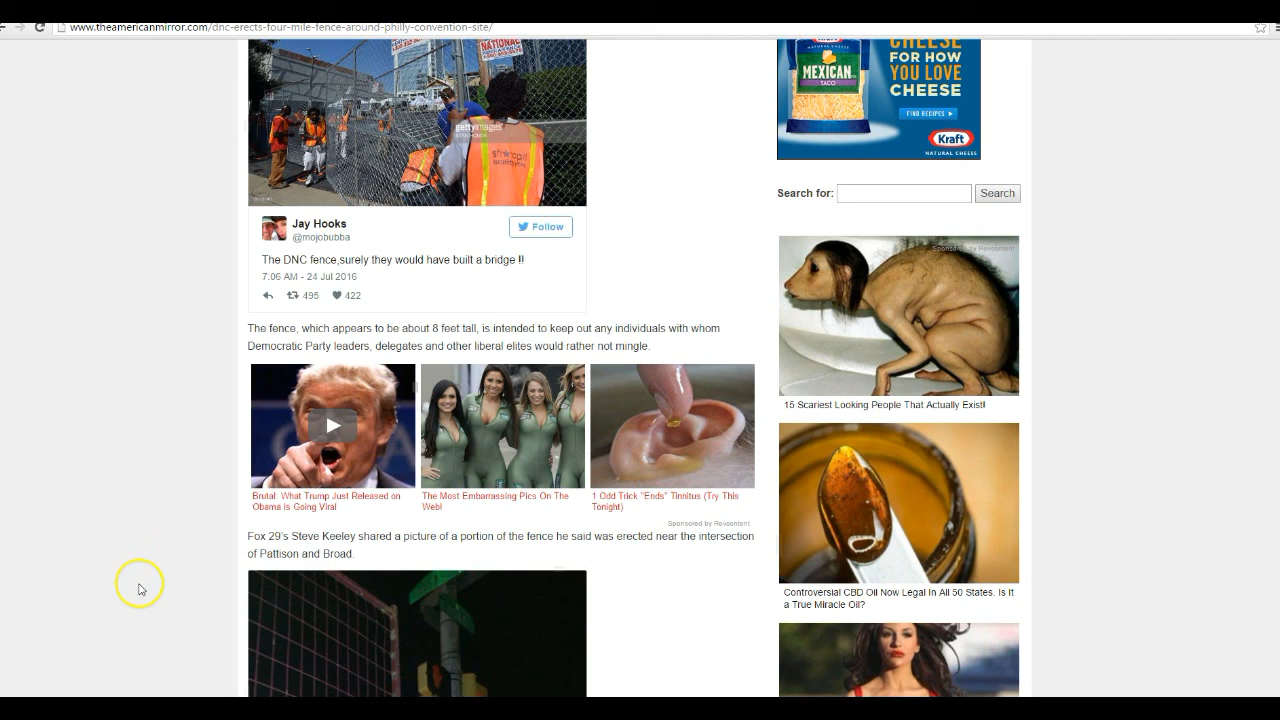 www.theamericanmirror.com/dnc-erects-four-mile-fence-around-philly-convention-site/
NATIONAL
gettyimages
Jay Hooks
@mojobubba
Follow
The DNC fence,surely they would have built a bridge !!
7:06 AM - 24 Jul 2016
495
422
The fence, which appears to be about 8 feet tall, is intended to keep out any individuals with whom
Democratic Party leaders, delegates and other liberal elites would rather not mingle.
Brutal: What Trump Just Released on
Obama is Going Viral
The Most Embarrassing Pics On The
Web!
1 Odd Trick "Ends" Tinnitus (Try This
Tonight)
Sponsored by Revcontent
Fox 29's Steve Keeley shared a picture of a portion of the fence he said was erected near the intersection
of Pattison and Broad.
CHEESE
FOR HOW
YOU LOVE
CHEESE
MEXICAN
TACO
FIND RECIPES
Kraft
NATURAL CHEESE
Search for:
Search
Sponsored by Revcontent
15 Scariest Looking People That Actually Exist!
Controversial CBD Oil Now Legal In All 50 States. Is It
a True Miracle Oil?